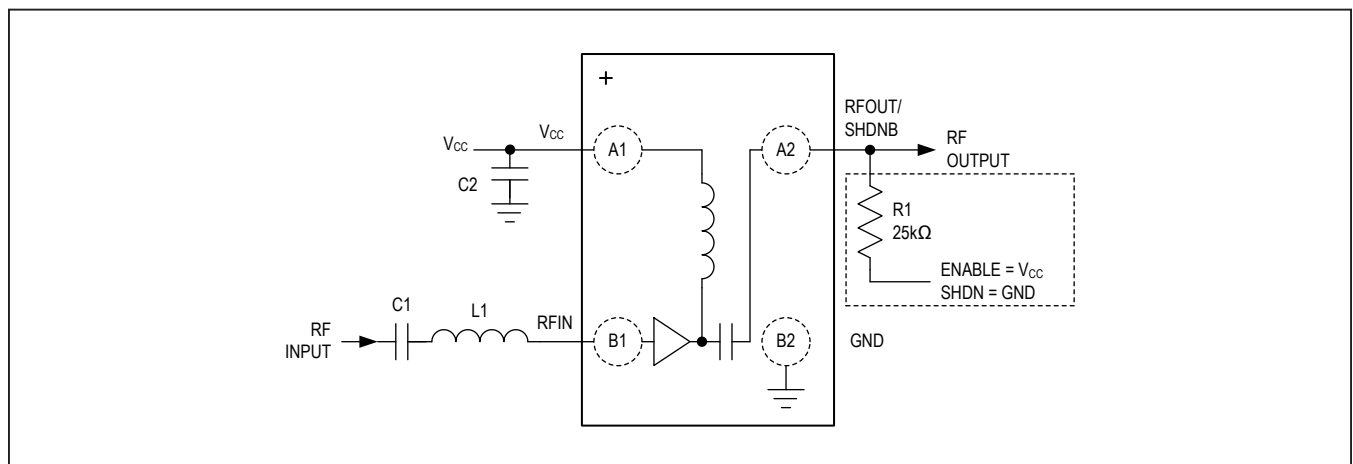 +
RFOUT/
SHDNB
VCC
VCC
A1
A2
RF
OUTPUT
C2
R1
25kΩ
ENABLE = VCC
SHDN = GND
C1
L1
RFIN
RF
INPUT
B1
B2
GND